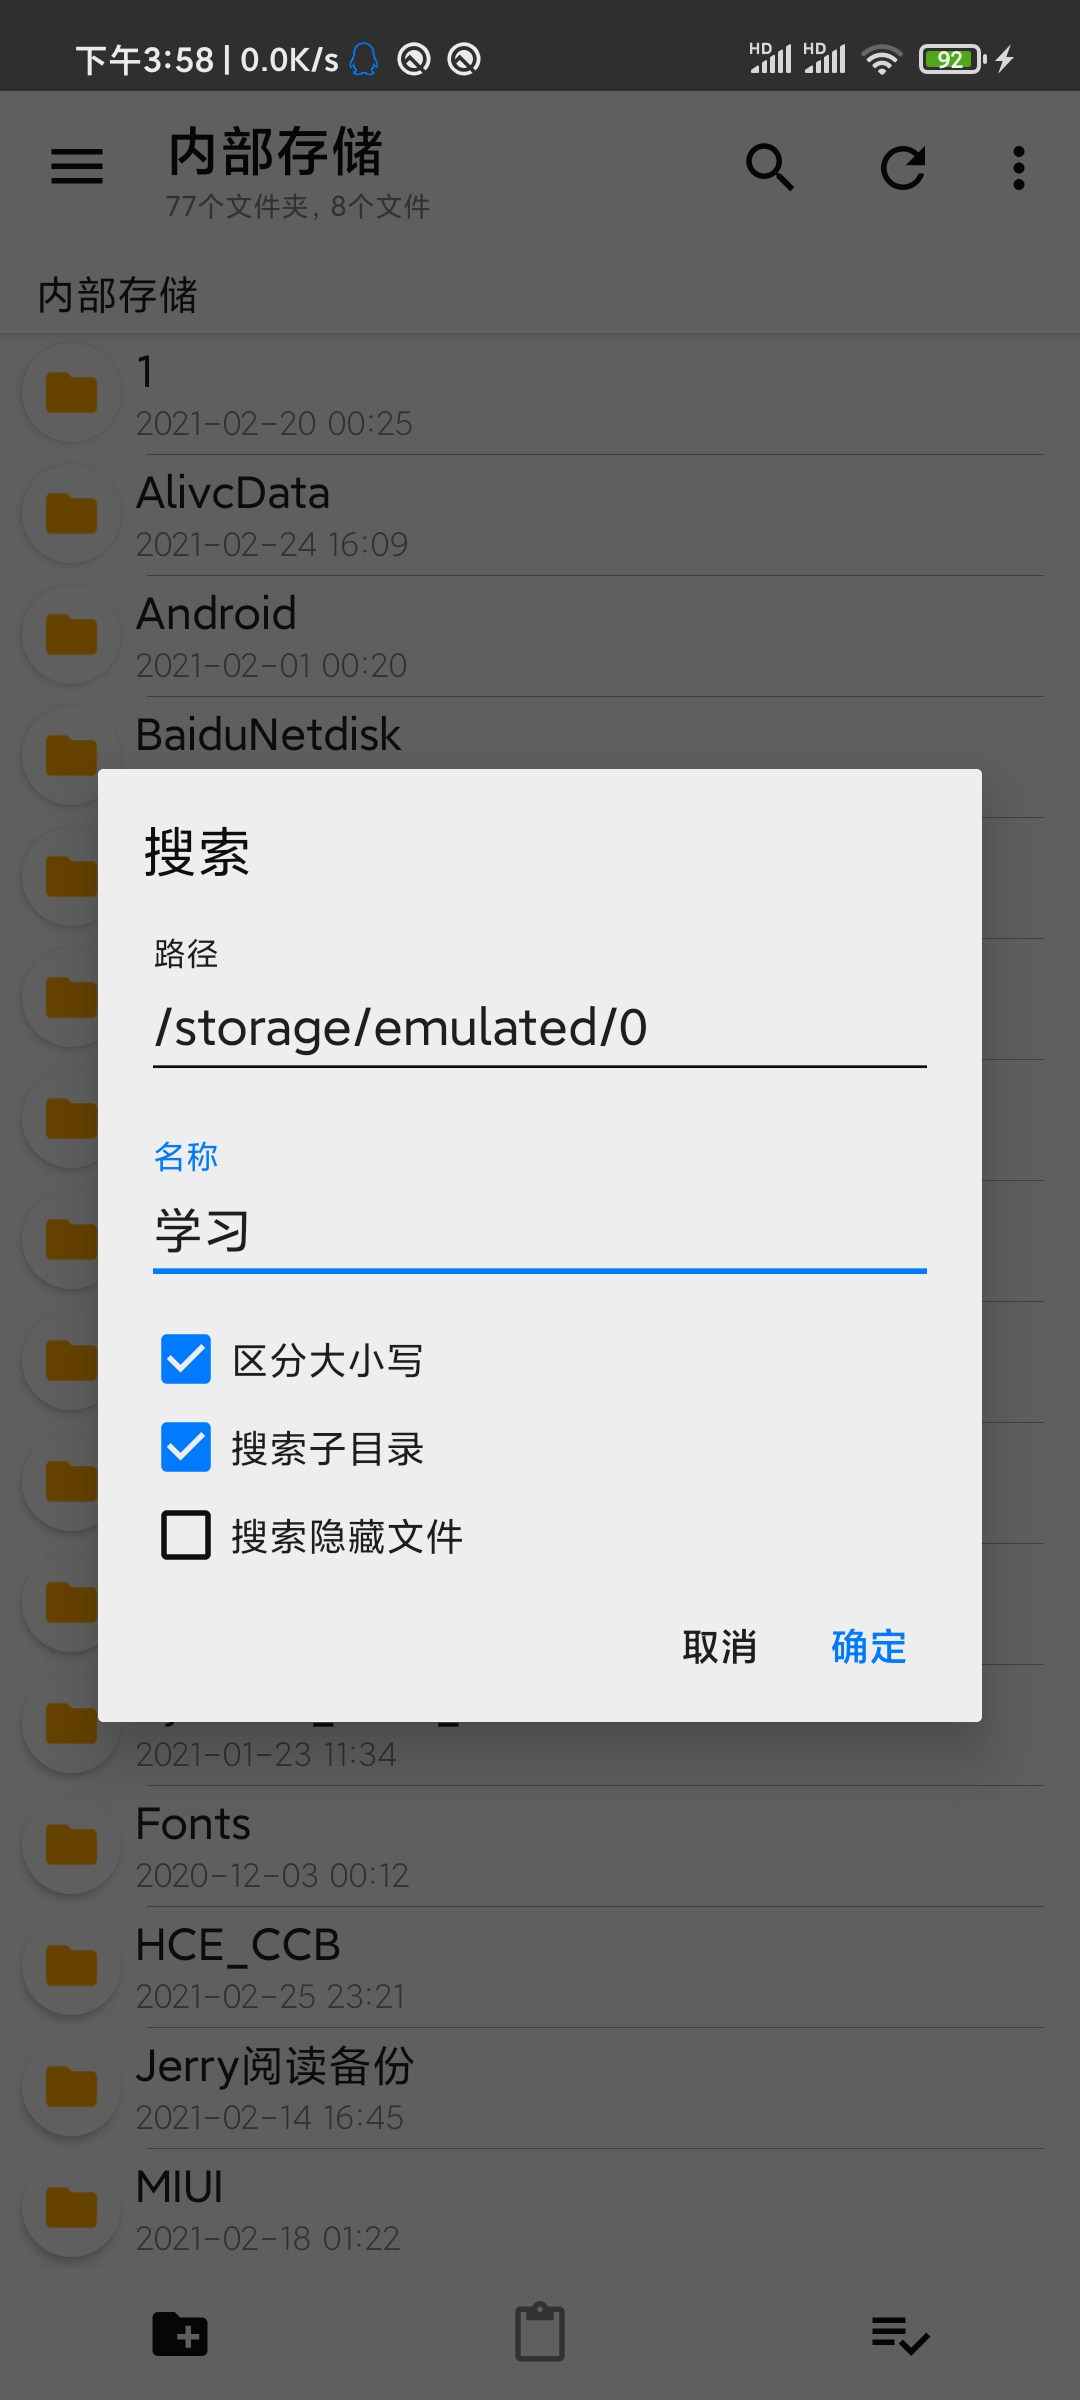 下午3:58 | 0.0K/s
HD HD 92
内部存储
77个文件夹, 8个文件
内部存储
1
2021-02-20 00:25
AlivcData
2021-02-24 16:09
Android
2021-02-01 00:20
BaiduNetdisk
搜索
路径
/storage/emulated/0
名称
学习
区分大小写
搜索子目录
搜索隐藏文件
取消 确定
2021-01-23 11:34
Fonts
2020-12-03 00:12
HCE_CCB
2021-02-25 23:21
Jerry阅读备份
2021-02-14 16:45
MIUI
2021-02-18 01:22